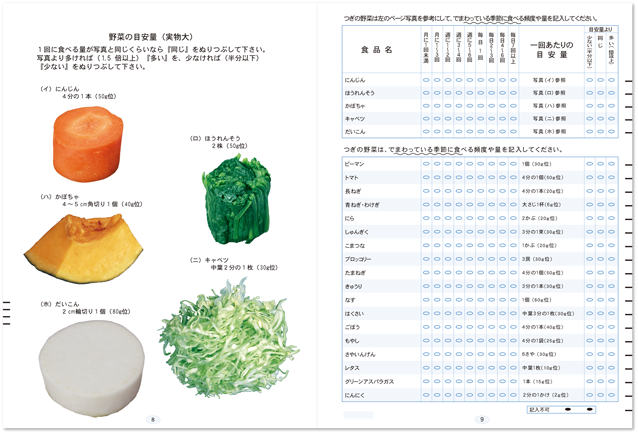 野菜の目安量(実物大)
1回に食べる量が写真と同じくらいなら『同じ』をぬりつぶして下さい。
写真より多ければ(1.5 倍以上)『多い』を、少なければ(半分以下)
『少ない』をぬりつぶして下さい。
(イ)にんじん
4分の1本(50g位)
(ロ)ほうれんそう
2株(50g位)
(ハ)かぼちゃ
4〜5cm角切り1個(40g位)
(ニ)キャベツ
中葉2分の1枚(30g位)
(ホ)だいこん
2cm輪切り1個(80g位)
8
つぎの野菜は左のページ写真を参考にして、でまわっている季節に食べる頻度や量を記入してください。
食品名
月に1回未満
月に1〜3回
週に1〜2回
週に3〜4回
週に5〜6回
毎日1回
毎日2〜3回
毎日4〜6回
毎日7回以上
一回あたりの
目安量
目安量より
少ない(半分以下)
同じ
多い(1.5倍以上)
にんじん 写真(イ)参照
ほうれんそう 写真(ロ)参照
かぼちゃ 写真(ハ)参照
キャベツ 写真(ニ)参照
だいこん 写真(ホ)参照
つぎの野菜は、でまわっている季節に食べる頻度や量を記入してください。
ピーマン 1個(30g位)
トマト 4分の1個(50g位)
長ねぎ 4分の1本(20g位)
青ねぎ・わけぎ 大さじ1杯(6g位)
にら 2かぶ(20g位)
しゅんぎく 3分の1束(30g位)
こまつな 1かぶ(20g位)
ブロッコリー 3房(30g位)
たまねぎ 4分の1個(50g位)
きゅうり 3分の1本(30g位)
なす 1個(60g位)
はくさい 中葉3分の1枚(30g位)
ごぼう 4分の1本(40g位)
もやし 4分の1袋(25g位)
さやいんげん 6さや(30g位)
レタス 中葉1枚(10g位)
グリーンアスパラガス 1本(15g位)
にんにく 2分の1かけ(2g位)
記入不可
9